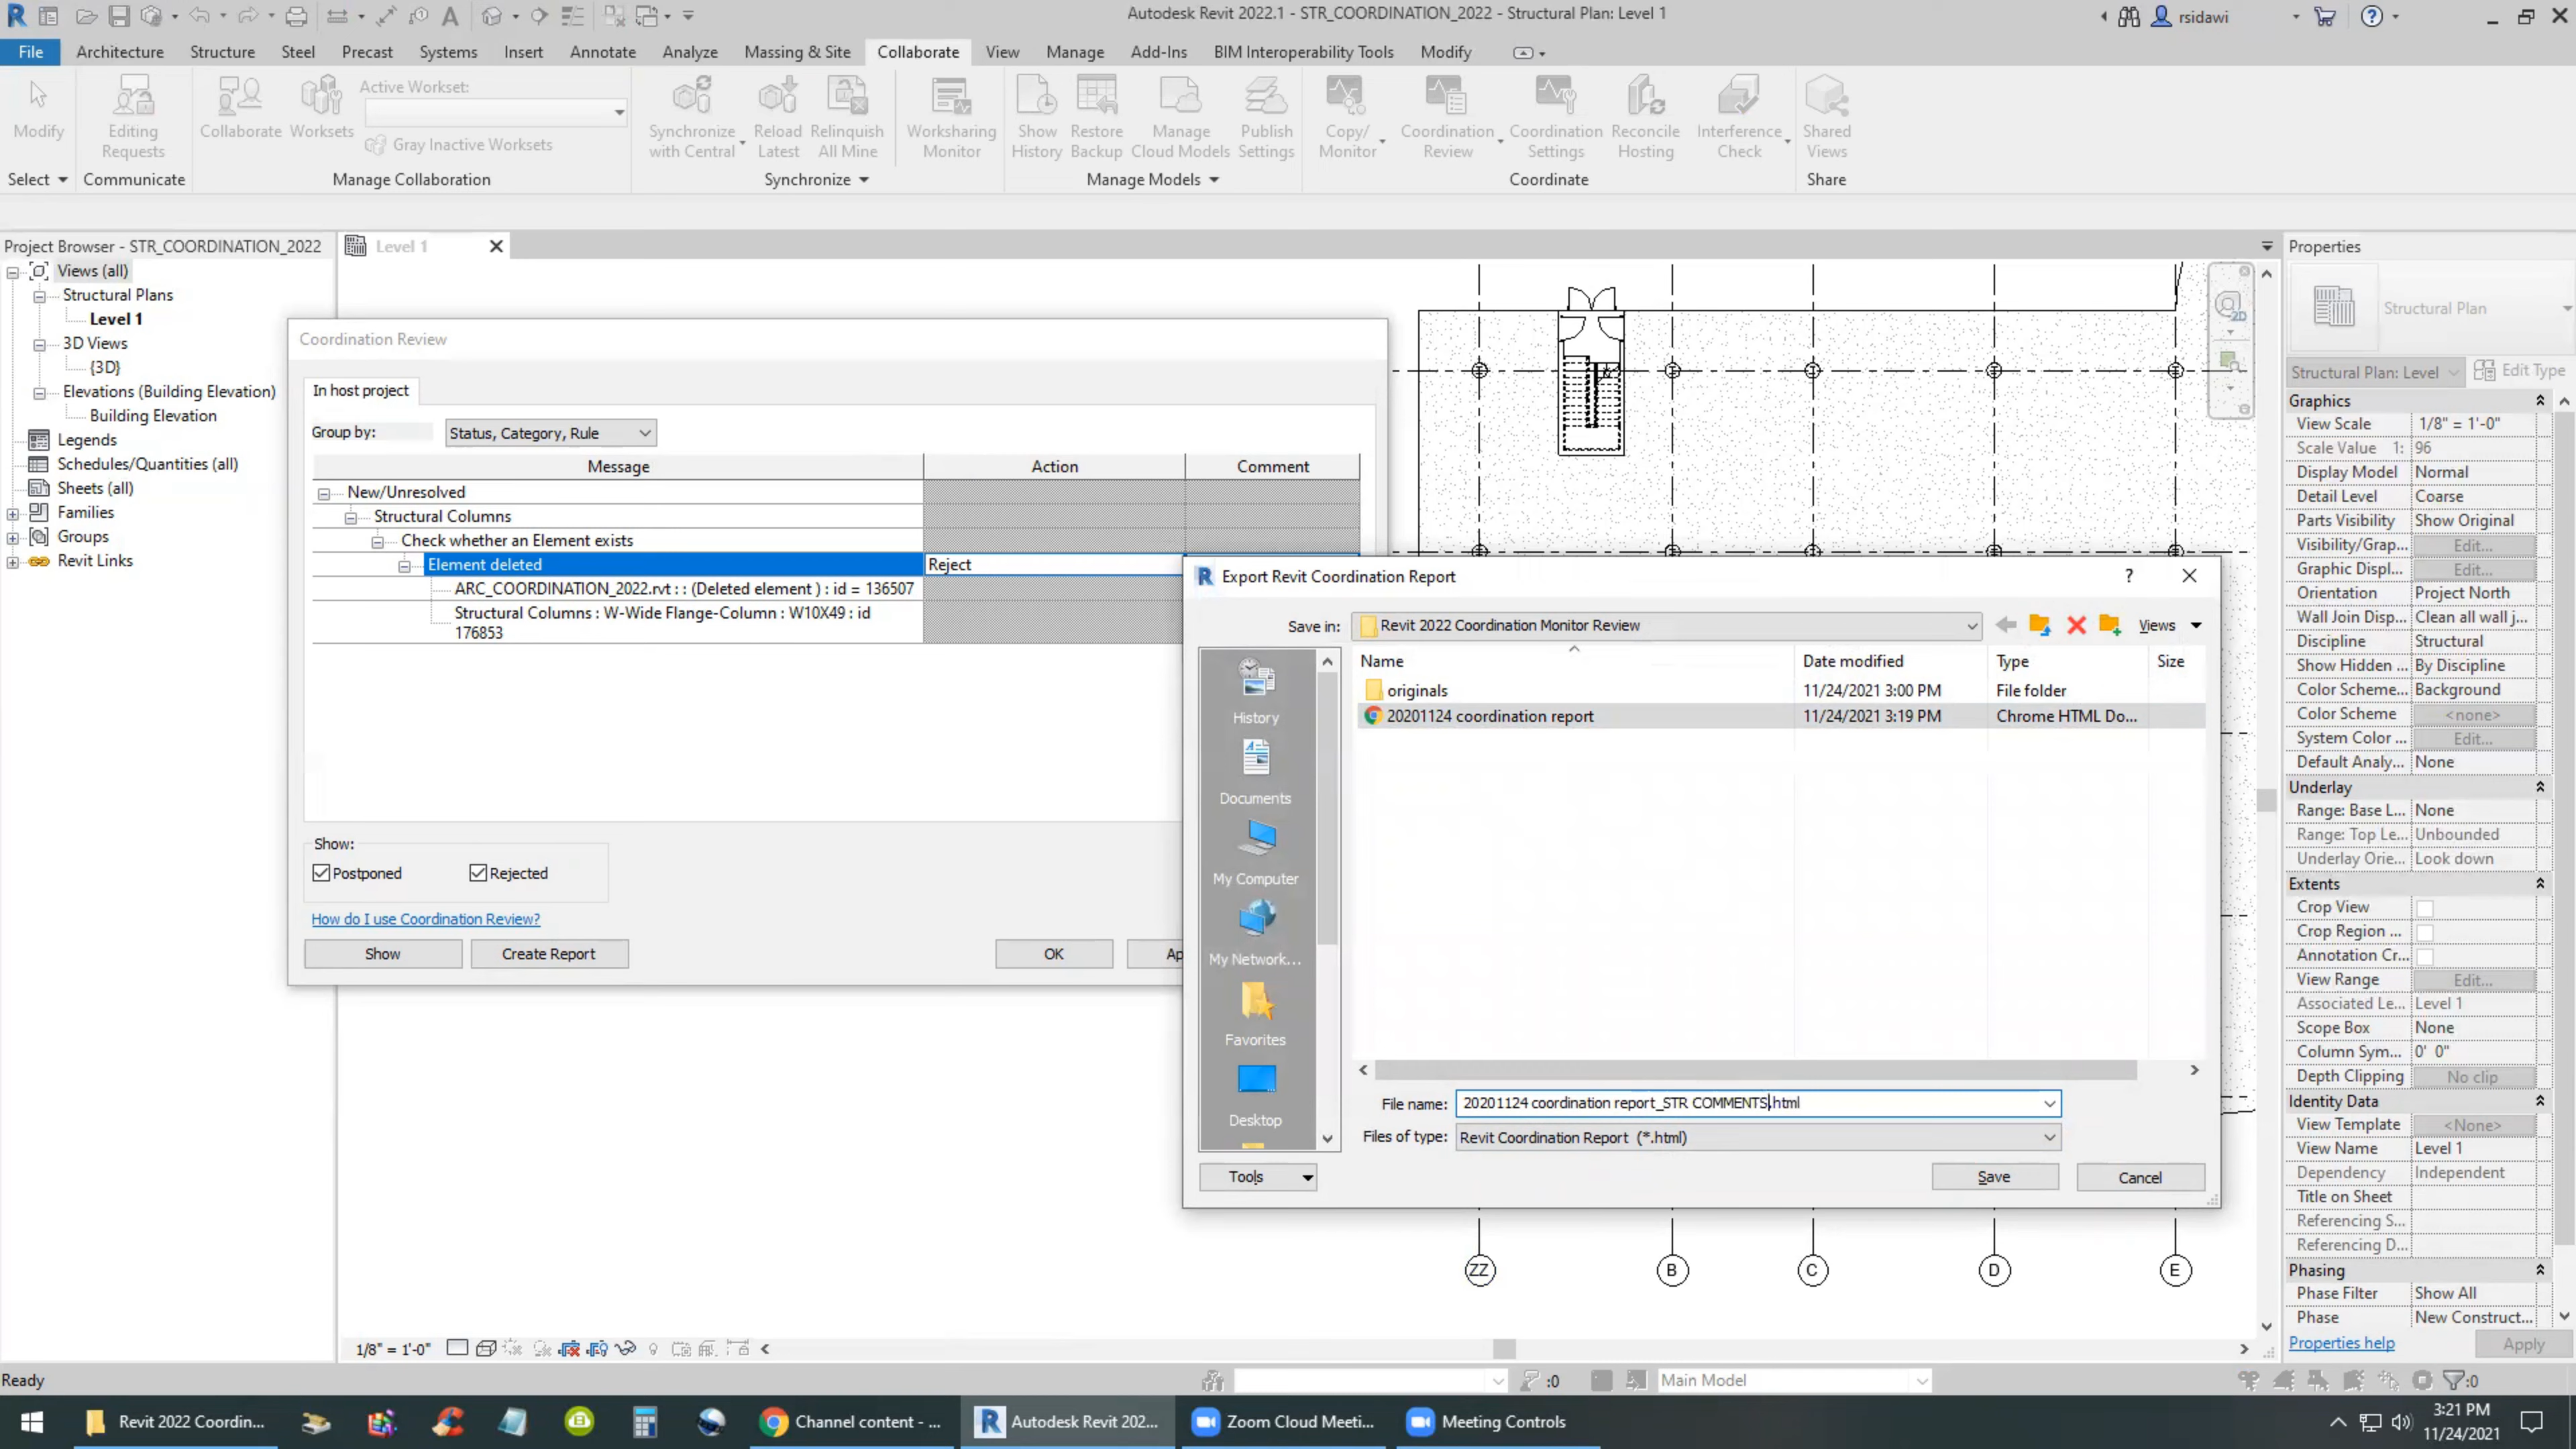 Autodesk Revit 2022.1 - STR_COORDINATION_2022 - Structural Plan: Level 1
rsidawi
File Architecture Structure Steel Precast Systems Insert Annotate Analyze Massing & Site Collaborate View Manage Add-Ins BIM Interoperability Tools Modify
Modify
Editing Requests
Collaborate
Worksets
Active Workset:
Gray Inactive Worksets
Synchronize with Central
Reload Latest
Relinquish All Mine
Worksharing Monitor
Show History
Restore Backup
Manage Cloud Models
Publish Settings
Copy/ Monitor
Coordination Review
Coordination Settings
Reconcile Hosting
Interference Check
Shared Views
Select Communicate Manage Collaboration Synchronize Manage Models Coordinate Share
Project Browser - STR_COORDINATION_2022
Views (all)
Structural Plans
Level 1
3D Views
{3D}
Elevations (Building Elevation)
Building Elevation
Legends
Schedules/Quantities (all)
Sheets (all)
Families
Groups
Revit Links
Level 1
Coordination Review
In host project
Group by: Status, Category, Rule
Message Action Comment
New/Unresolved
Structural Columns
Check whether an Element exists
Element deleted Reject
ARC_COORDINATION_2022.rvt : : (Deleted element ) : id = 136507
Structural Columns : W-Wide Flange-Column : W10X49 : id
176853
Show:
Postponed Rejected
How do I use Coordination Review?
Show Create Report OK Ap
Export Revit Coordination Report
?
Save in: Revit 2022 Coordination Monitor Review Views
Name Date modified Type Size
originals 11/24/2021 3:00 PM File folder
20201124 coordination report 11/24/2021 3:19 PM Chrome HTML Do...
History
Documents
My Computer
My Network...
Favorites
Desktop
File name: 20201124 coordination report_STR COMMENTS.html
Files of type: Revit Coordination Report (*.html)
Tools Save Cancel
ZZ B C D E
Properties
Structural Plan
Structural Plan: Level Edit Type
Graphics
View Scale 1/8" = 1'-0"
Scale Value 1: 96
Display Model Normal
Detail Level Coarse
Parts Visibility Show Original
Visibility/Grap... Edit...
Graphic Displ... Edit...
Orientation Project North
Wall Join Disp... Clean all wall j...
Discipline Structural
Show Hidden ... By Discipline
Color Scheme... Background
Color Scheme <none>
System Color ... Edit...
Default Analy... None
Underlay
Range: Base L... None
Range: Top Le... Unbounded
Underlay Orie... Look down
Extents
Crop View
Crop Region ...
Annotation Cr...
View Range Edit...
Associated Le... Level 1
Scope Box None
Column Sym... 0' 0"
Depth Clipping No clip
Identity Data
View Template <None>
View Name Level 1
Dependency Independent
Title on Sheet
Referencing S...
Referencing D...
Phasing
Phase Filter Show All
Phase New Construct...
Properties help Apply
1/8" = 1'-0"
Ready :0 Main Model :0
Revit 2022 Coordin... Channel content - ... Autodesk Revit 202... Zoom Cloud Meeti... Meeting Controls
3:21 PM
11/24/2021